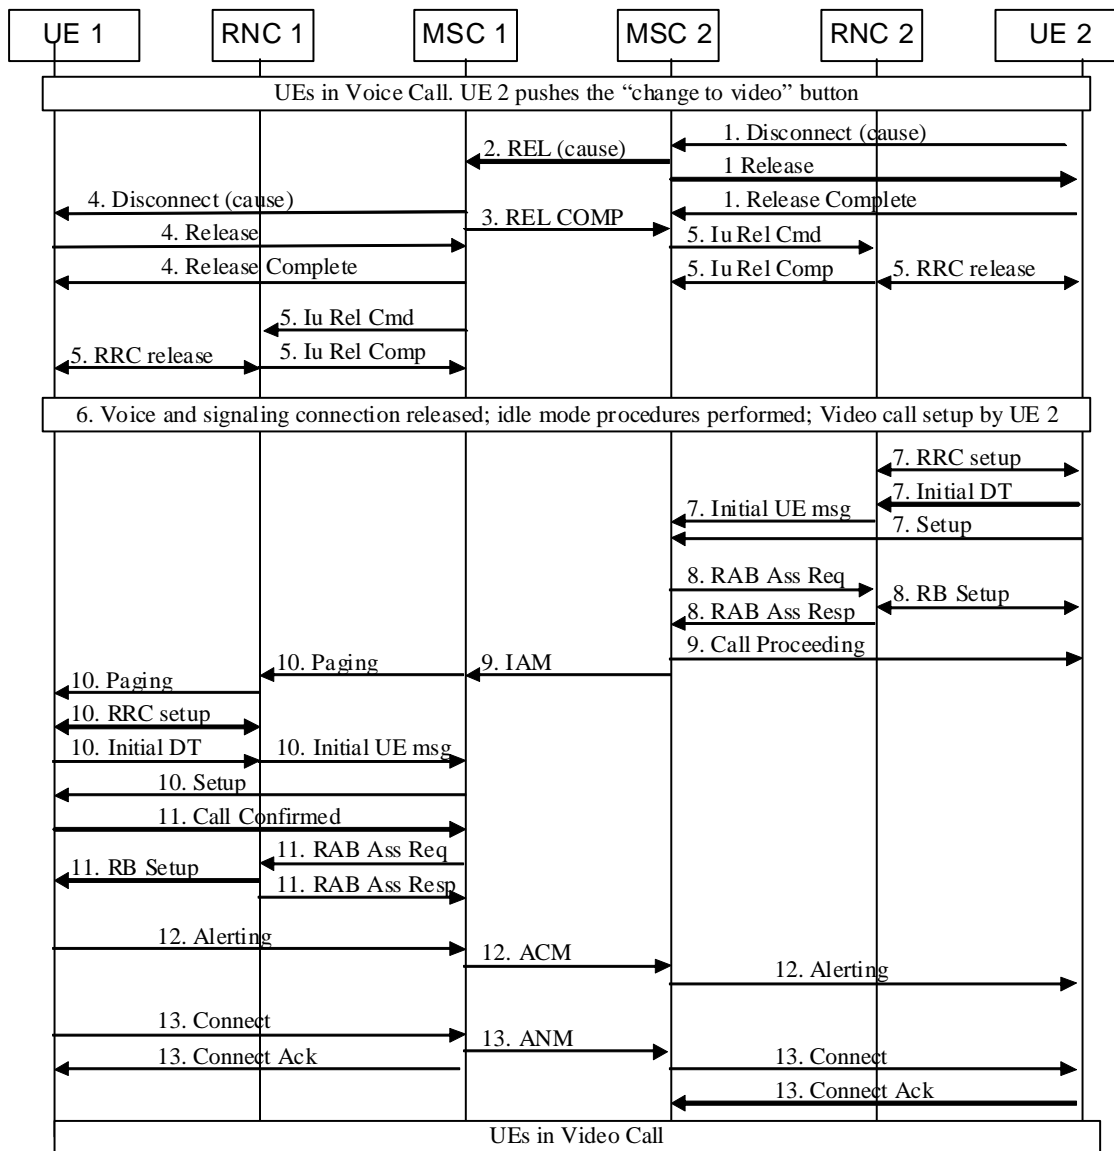 UE 1
RNC 1
MSC 1
MSC 2
RNC 2
UE 2
UEs in Voice Call. UE 2 pushes the “change to video” button
1. Disconnect (cause)
2. REL (cause)
1 Release
4. Disconnect (cause)
1. Release Complete
3. REL COMP
4. Release
5. Iu Rel Cmd
4. Release Complete
5. Iu Rel Comp
5. RRC release
5. Iu Rel Cmd
5. RRC release
5. Iu Rel Comp
6. Voice and signaling connection released; idle mode procedures performed; Video call setup by UE 2
7. RRC setup
7. Initial DT
7. Initial UE msg
7. Setup
8. RAB Ass Req
8. RB Setup
8. RAB Ass Resp
9. Call Proceeding
10. Paging
9. IAM
10. Paging
10. RRC setup
10. Initial DT
10. Initial UE msg
10. Setup
11. Call Confirmed
11. RAB Ass Req
11. RB Setup
11. RAB Ass Resp
12. Alerting
12. ACM
12. Alerting
13. Connect
13. ANM
13. Connect Ack
13. Connect
13. Connect Ack
UEs in Video Call